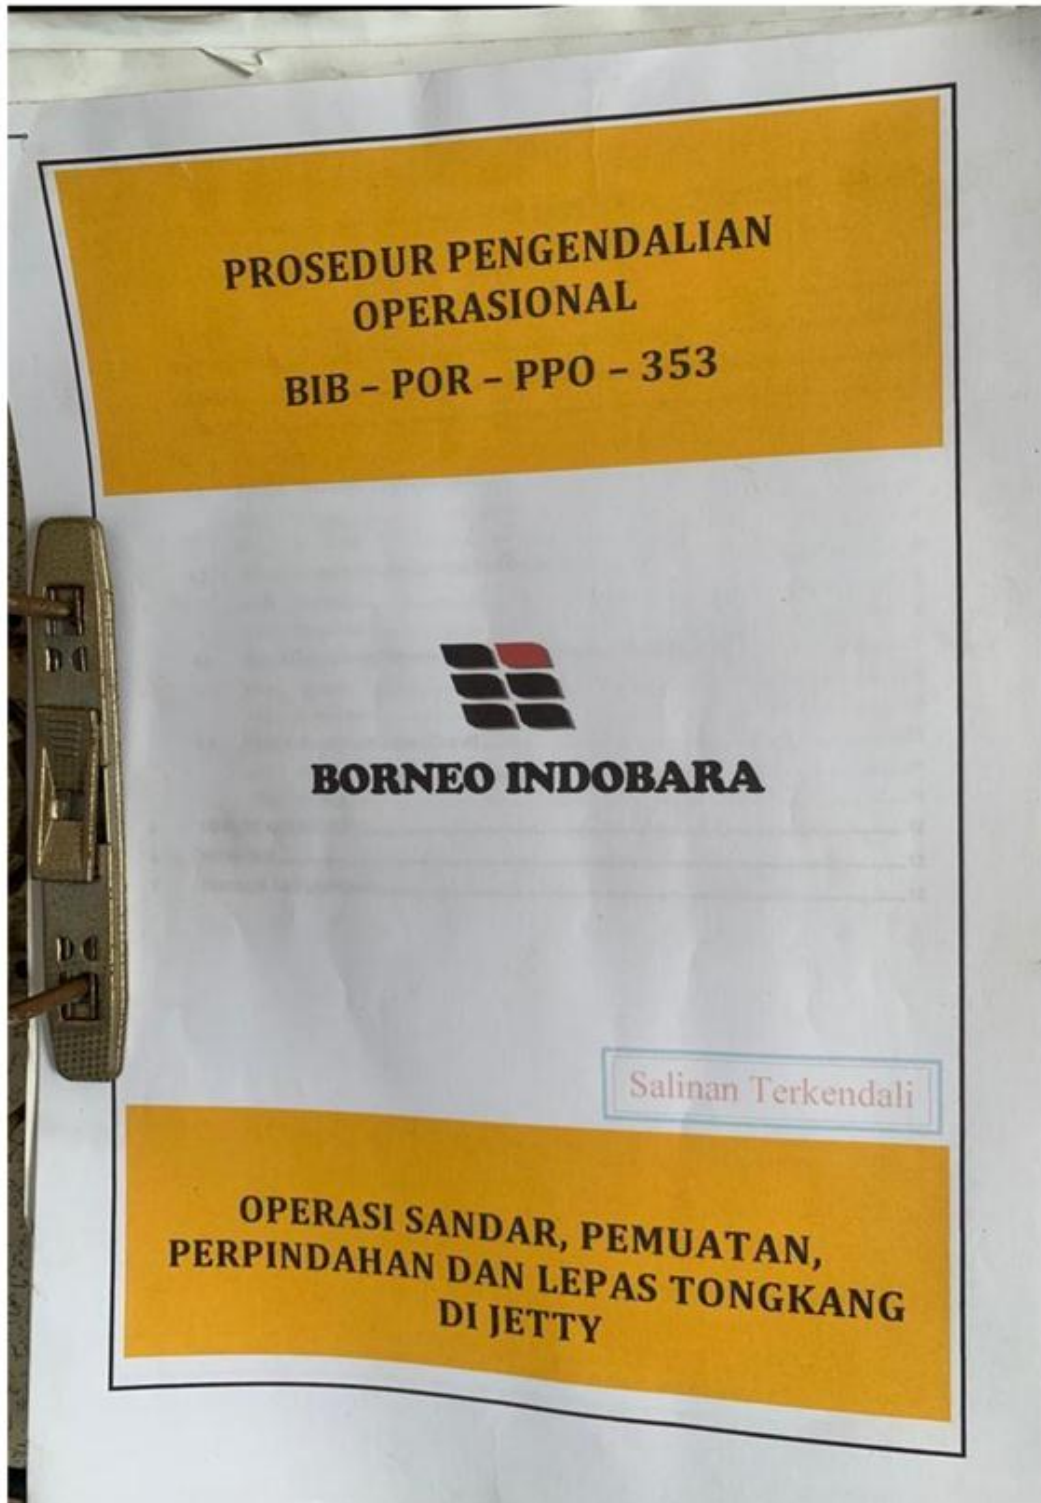 PROSEDUR PENGENDALIAN
OPERASIONAL
BIB – POR – PPO – 353
BORNEO INDOBARA
Salinan Terkendali
OPERASI SANDAR, PEMUATAN,
PERPINDAHAN DAN LEPAS TONGKANG
DI JETTY